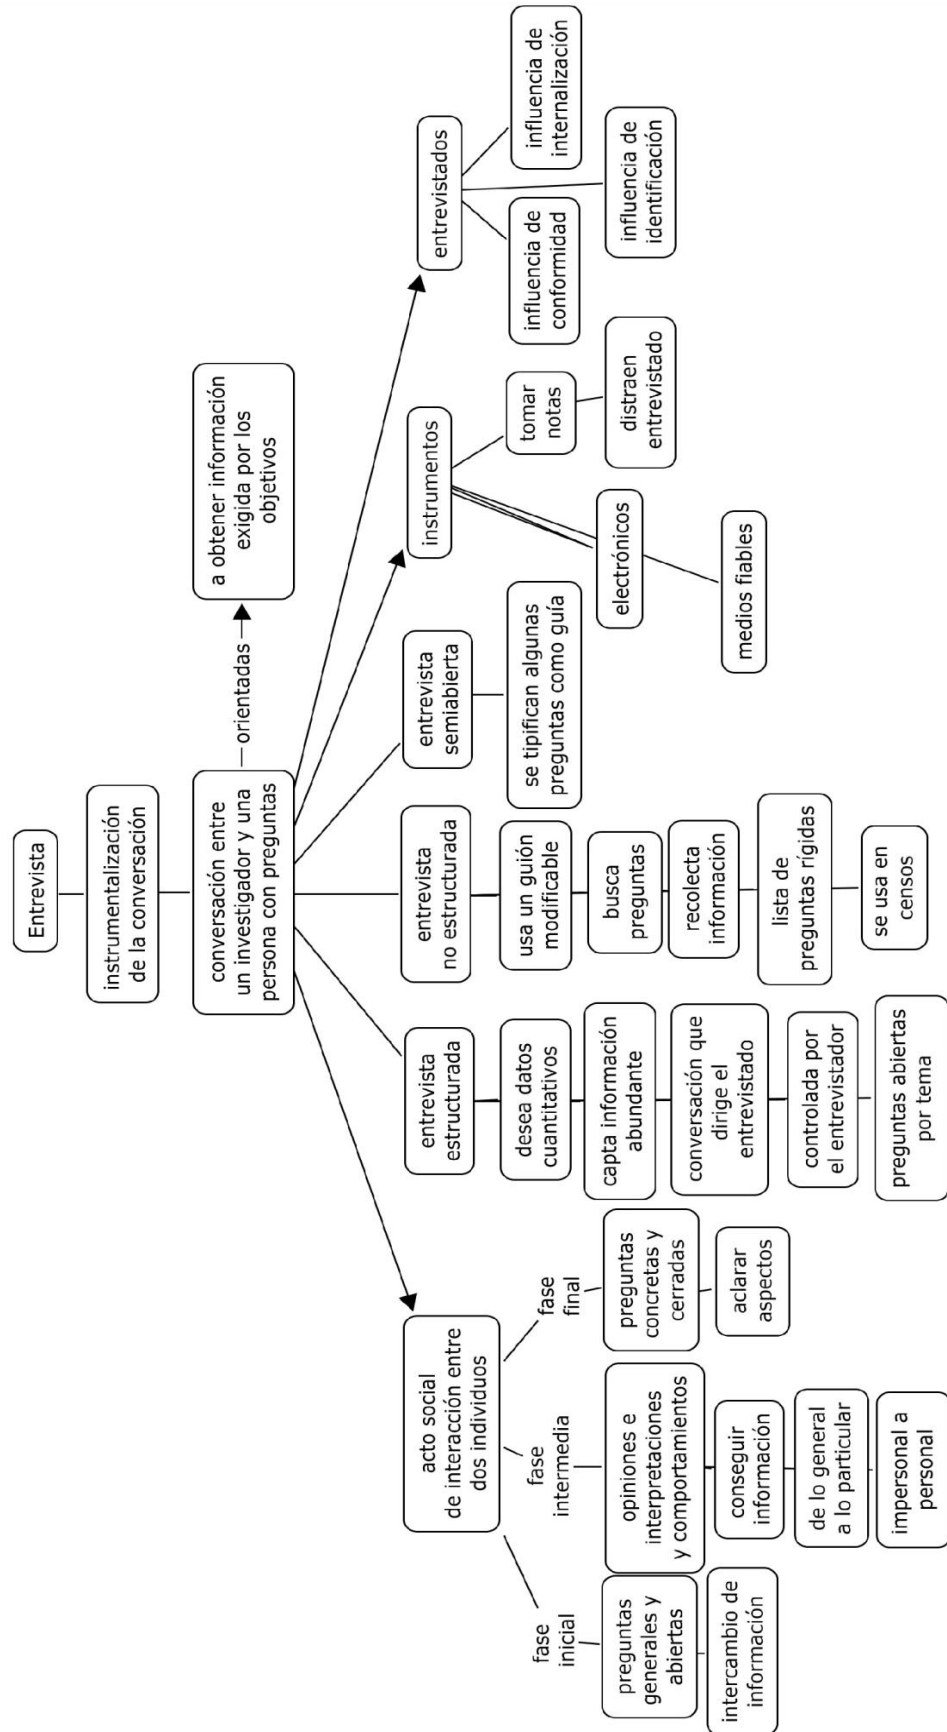 Entrevista
instrumentalización
de la conversación
conversación entre
un investigador y una
persona con preguntas
orientadas
a obtener información
exigida por los
objetivos
acto social
de interacción entre
dos individuos
fase
inicial
preguntas
generales y
abiertas
intercambio de
información
fase
intermedia
opiniones e
interpretaciones
y comportamientos
conseguir
información
de lo general
a lo particular
impersonal a
personal
fase
final
preguntas
concretas y
cerradas
aclarar
aspectos
entrevista
estructurada
desea datos
cuantitativos
capta información
abundante
conversación que
dirige el
entrevistado
controlada por
el entrevistador
preguntas abiertas
por tema
entrevista
no estructurada
usa un guión
modificable
busca
preguntas
recolecta
información
lista de
preguntas rígidas
se usa en
censos
entrevista
semiabierta
se tipifican algunas
preguntas como guía
instrumentos
electrónicos
medios fiables
tomar
notas
distraen
entrevistado
entrevistados
influencia de
conformidad
influencia de
identificación
influencia de
internalización